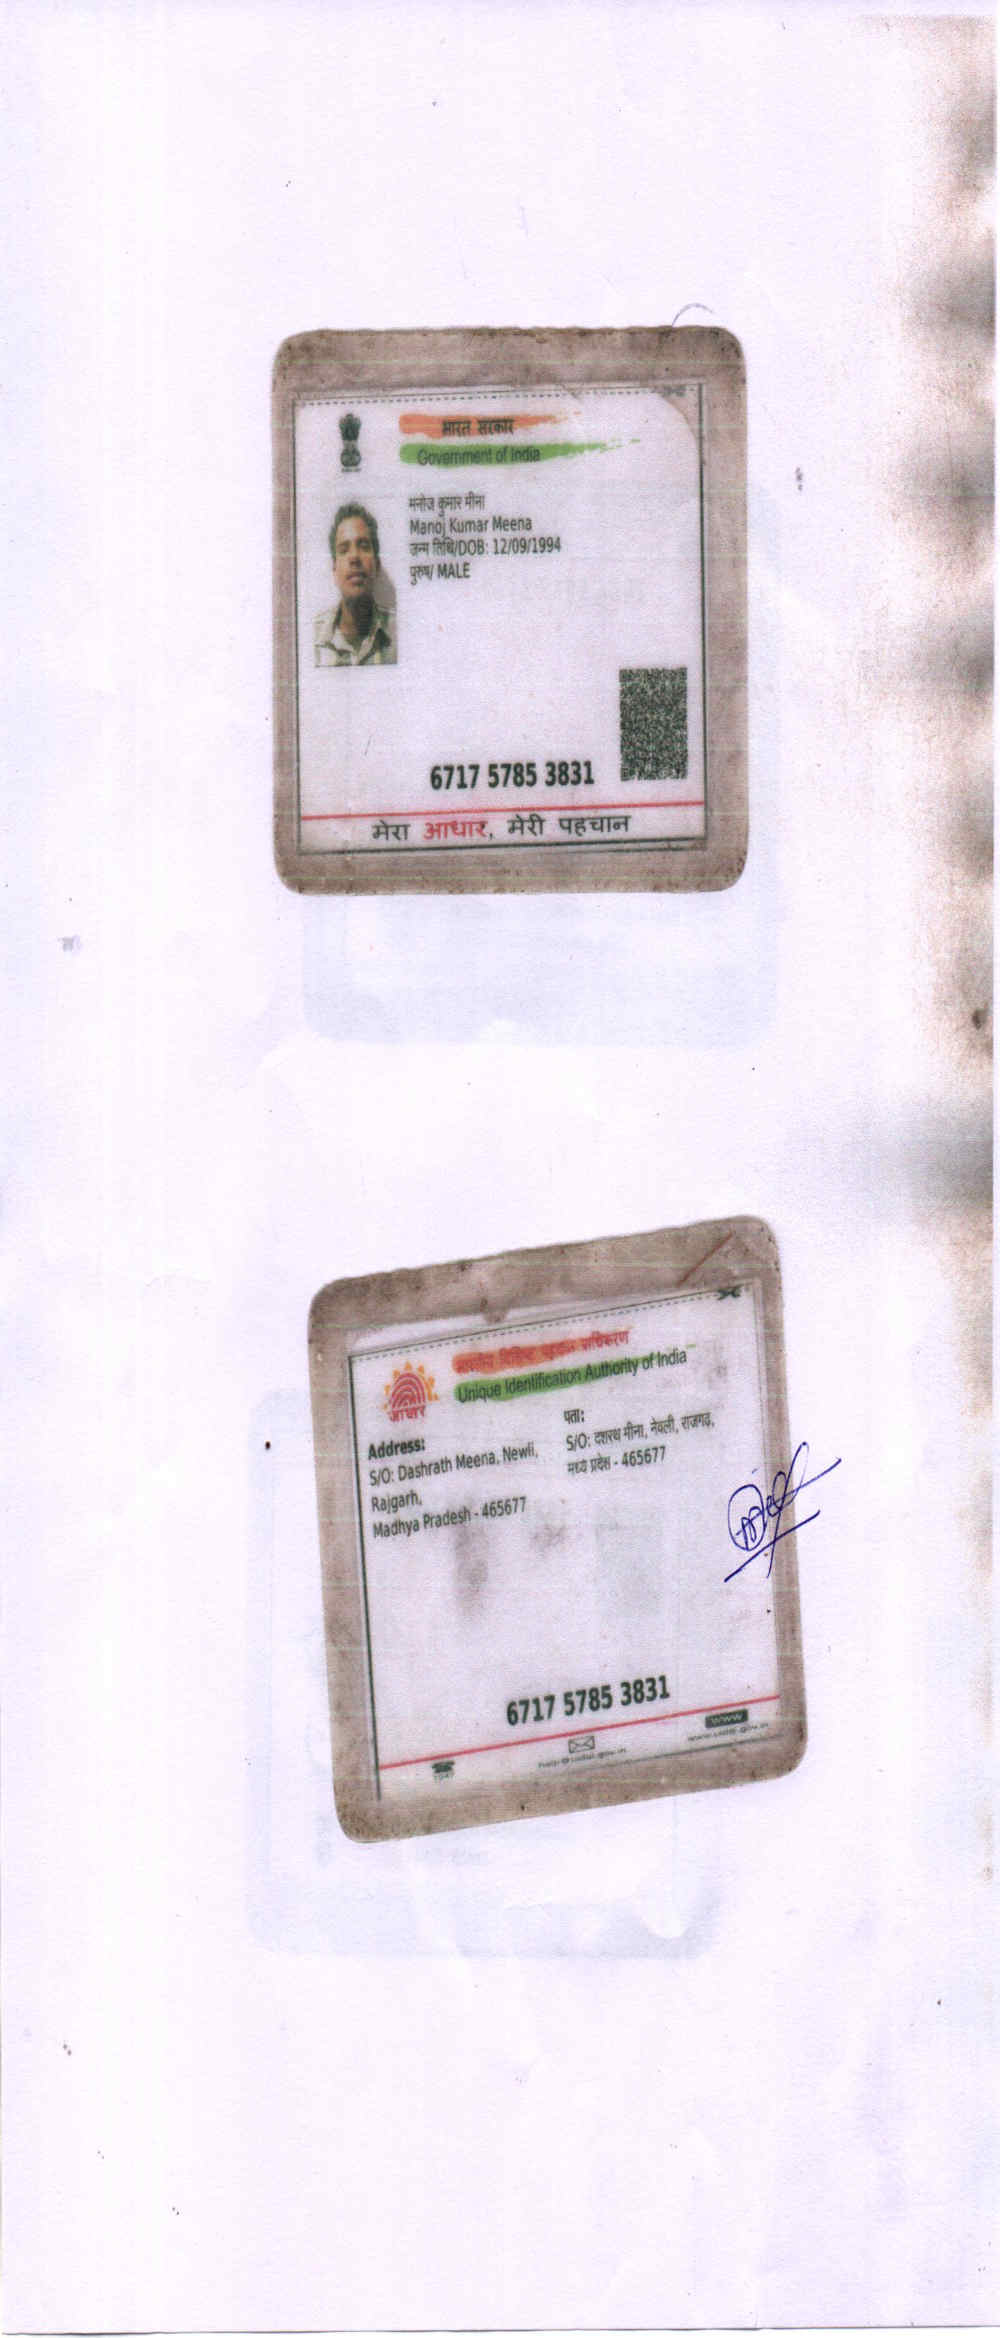 भारत सरकार
Government of India
मनोज कुमार मीना
Manoj Kumar Meena
जन्म तिथि/DOB: 12/09/1994
पुरुष/ MALE
6717 5785 3831
मेरा आधार, मेरी पहचान
भारतीय विशिष्ट पहचान प्राधिकरण
Unique Identification Authority of India
आधार
Address:
S/O: Dashrath Meena, Newli,
Rajgarh,
Madhya Pradesh - 465677
पता:
S/O: दशरथ मीना, नेवली, राजगढ़,
मध्य प्रदेश - 465677
6717 5785 3831
1947
help@uidai.gov.in
www
www.uidai.gov.in